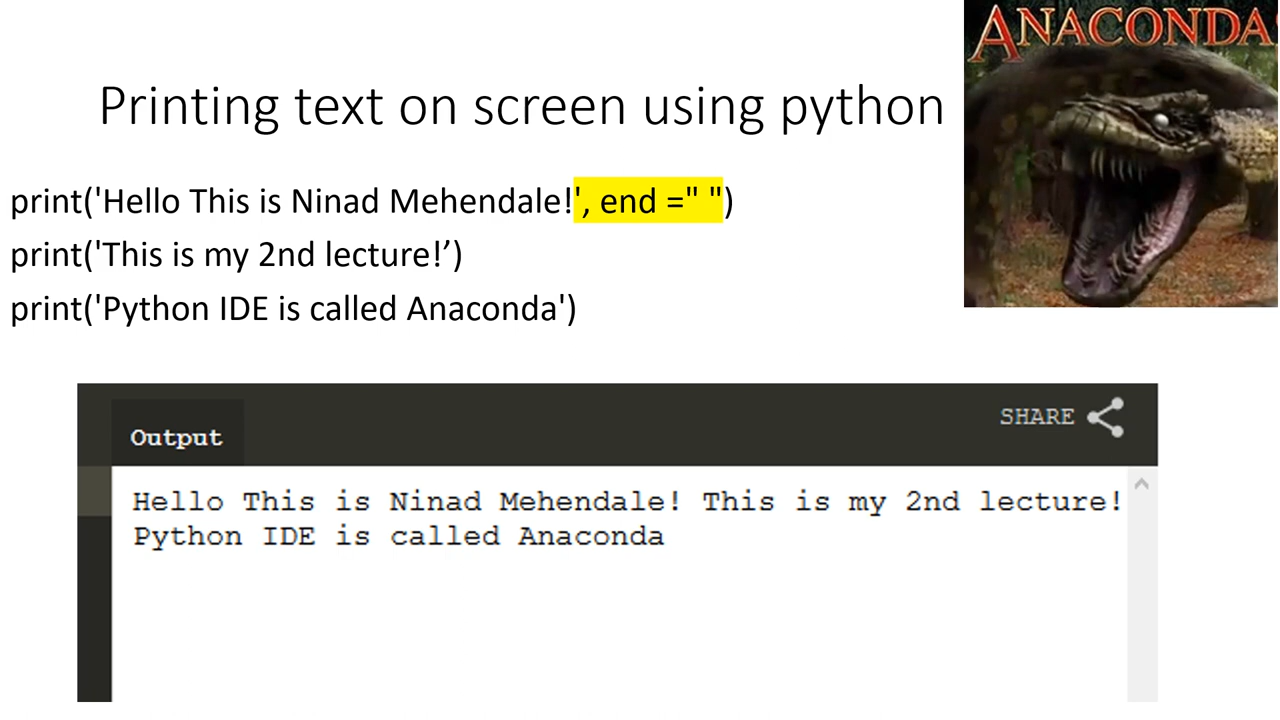 ANACONDA
Printing text on screen using python
print('Hello This is Ninad Mehendale!', end =" ")
print('This is my 2nd lecture!’)
print('Python IDE is called Anaconda')
SHARE
Output
Hello This is Ninad Mehendale! This is my 2nd lecture!
Python IDE is called Anaconda